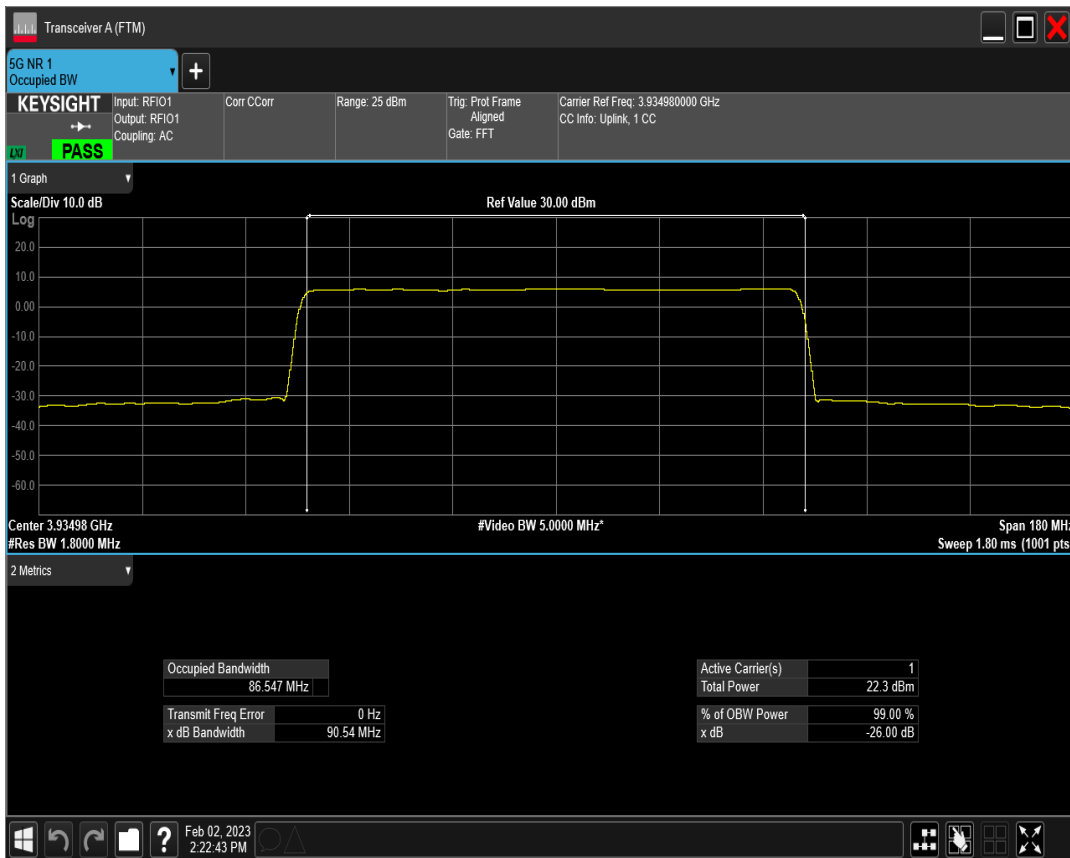 Transceiver A (FTM)
5G NR 1
Occupied BW
+
KEYSIGHT
LXI
PASS
Input: RFIO1
Output: RFIO1
Coupling: AC
Corr CCorr
Range: 25 dBm
Trig: Prot Frame
Aligned
Gate: FFT
Carrier Ref Freq: 3.934980000 GHz
CC Info: Uplink, 1 CC
1 Graph
Scale/Div 10.0 dB
Ref Value 30.00 dBm
Log
20.0
10.0
0.00
-10.0
-20.0
-30.0
-40.0
-50.0
-60.0
Center 3.93498 GHz
#Video BW 5.0000 MHz*
Span 180 MHz
#Res BW 1.8000 MHz
Sweep 1.80 ms (1001 pts
2 Metrics
Occupied Bandwidth
86.547 MHz
Transmit Freq Error 0 Hz
x dB Bandwidth 90.54 MHz
Active Carrier(s) 1
Total Power 22.3 dBm
% of OBW Power 99.00 %
x dB -26.00 dB
?
Feb 02, 2023
2:22:43 PM